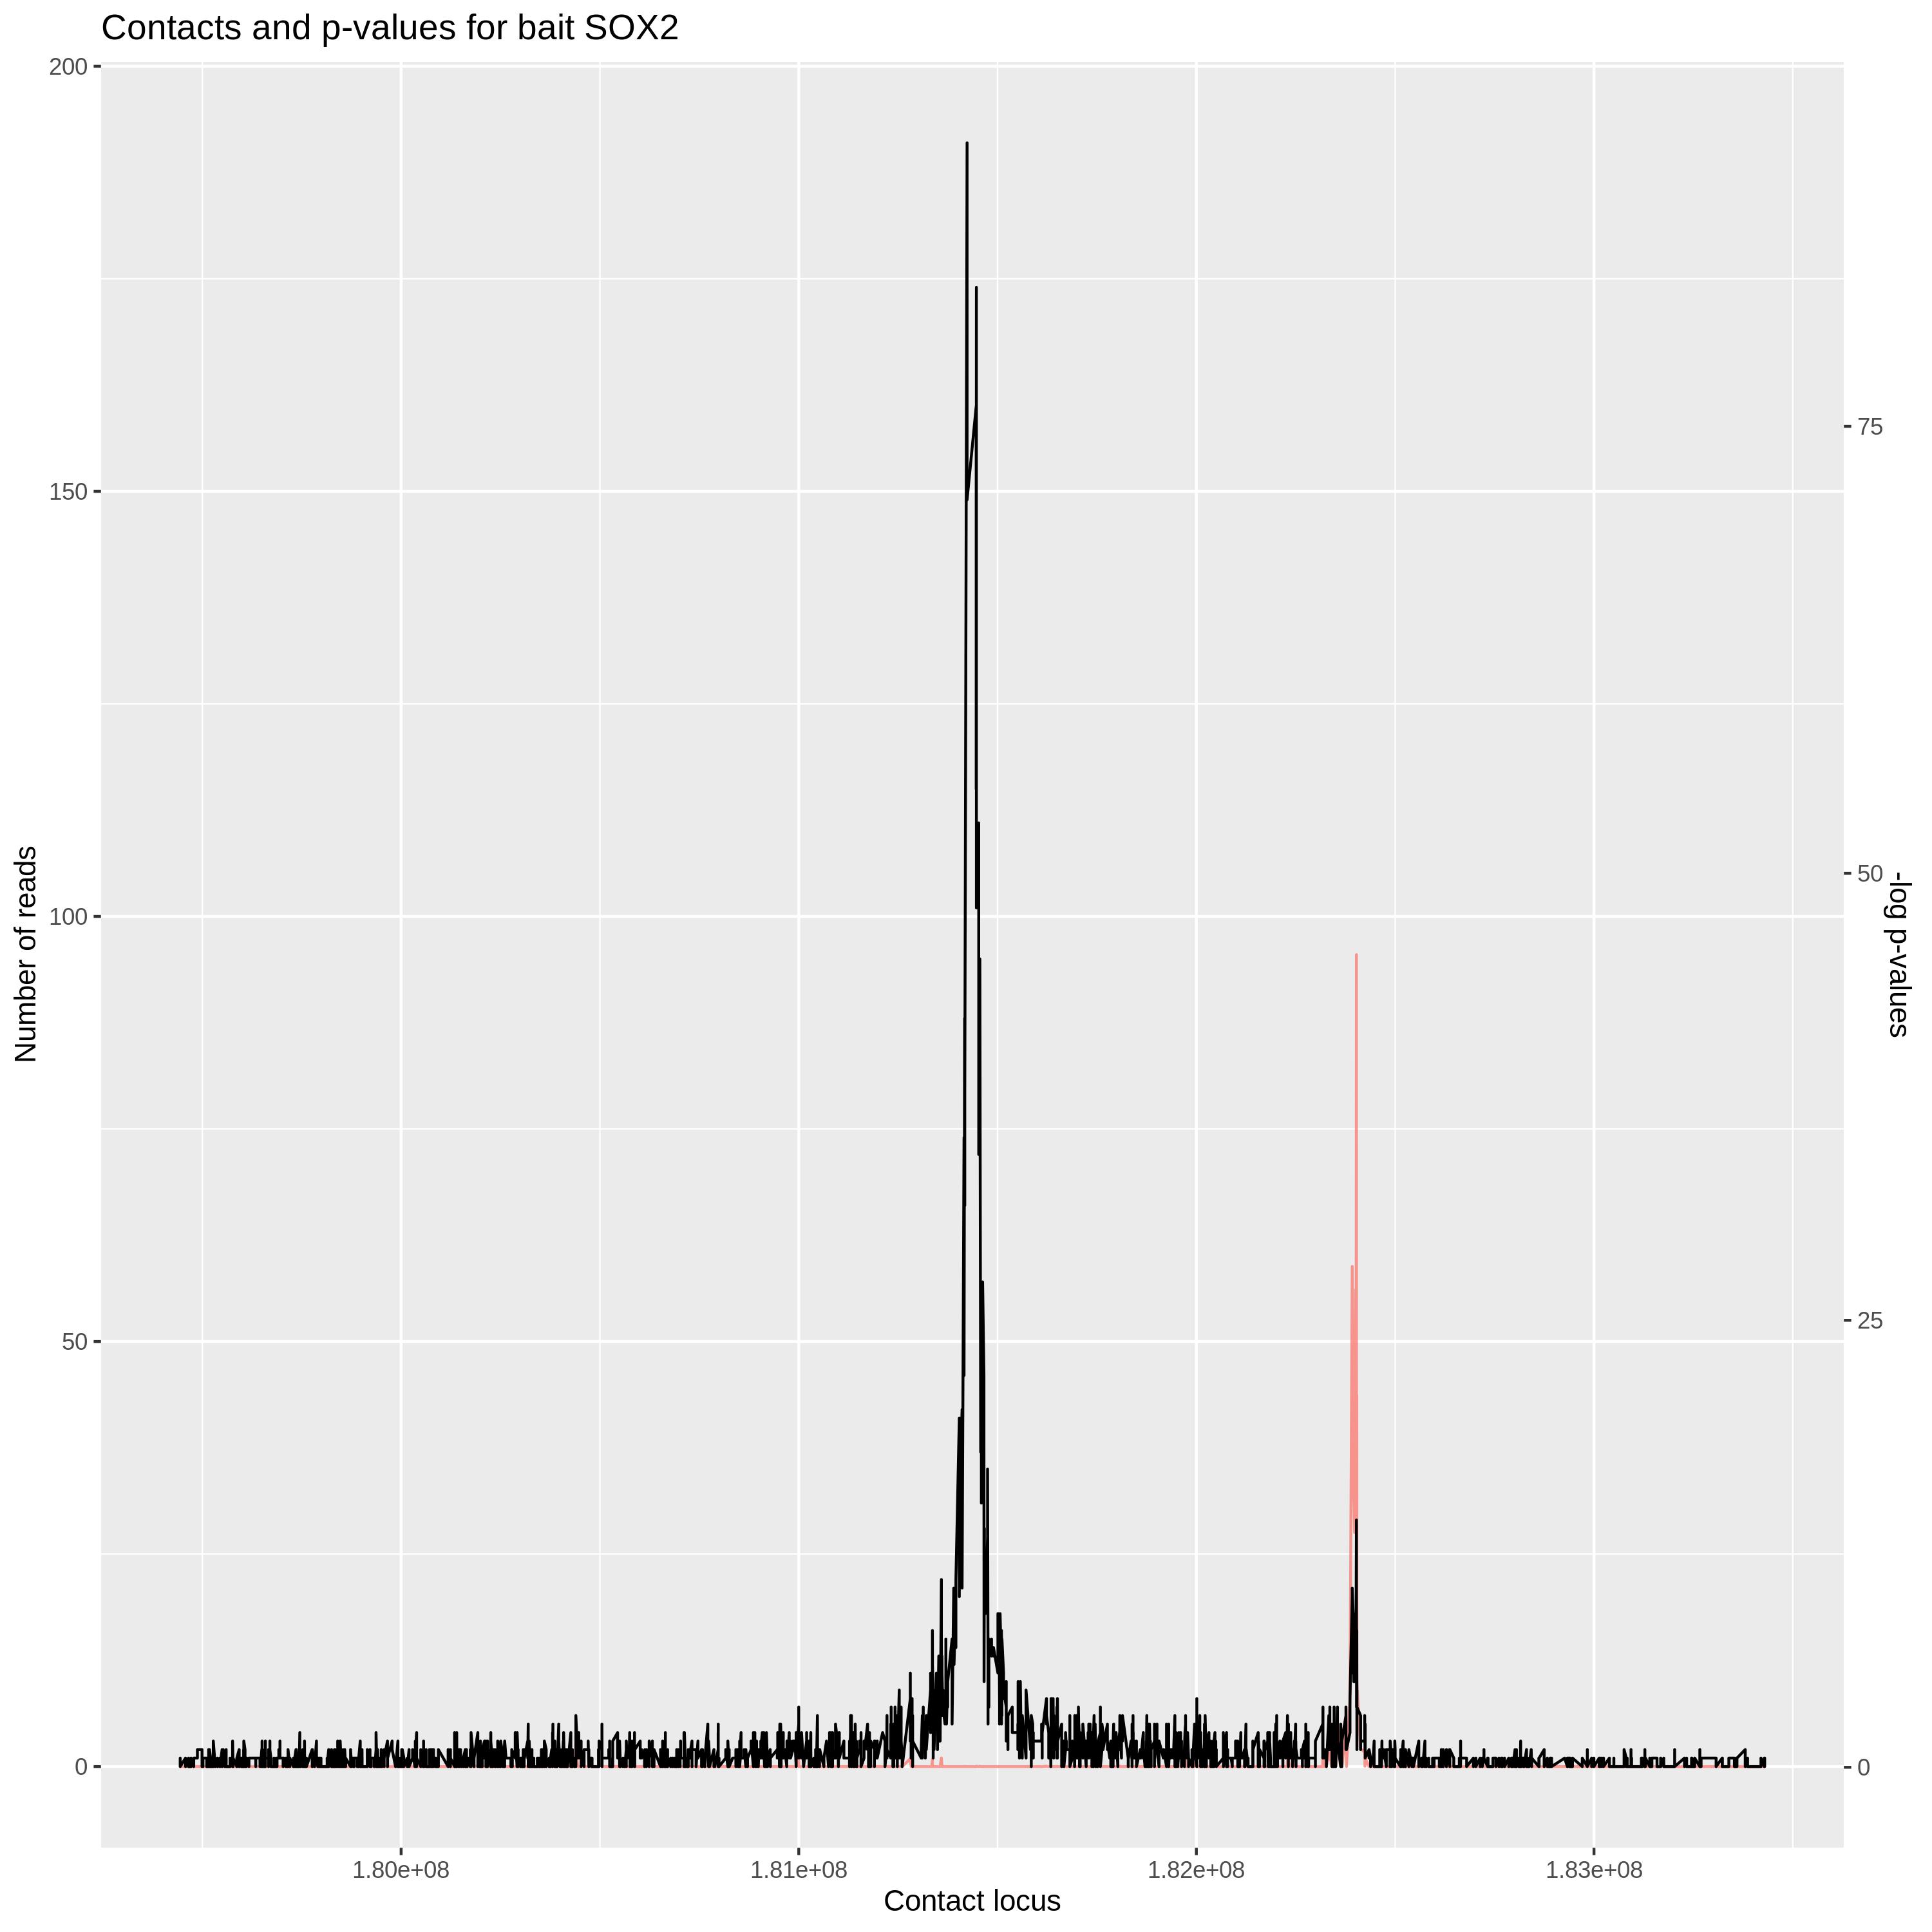 Contacts and p-values for bait SOX2
200
150
100
50
0
Number of reads
75
50
25
0
-log p-values
1.80e+08
1.81e+08
1.82e+08
1.83e+08
Contact locus